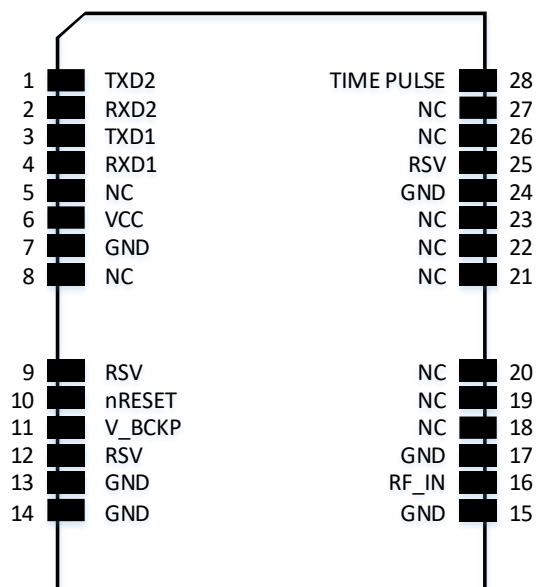 1 TXD2 TIME PULSE 28
2 RXD2 NC 27
3 TXD1 NC 26
4 RXD1 RSV 25
5 NC GND 24
6 VCC NC 23
7 GND NC 22
8 NC NC 21
9 RSV NC 20
10 nRESET NC 19
11 V_BCKP NC 18
12 RSV GND 17
13 GND RF_IN 16
14 GND GND 15